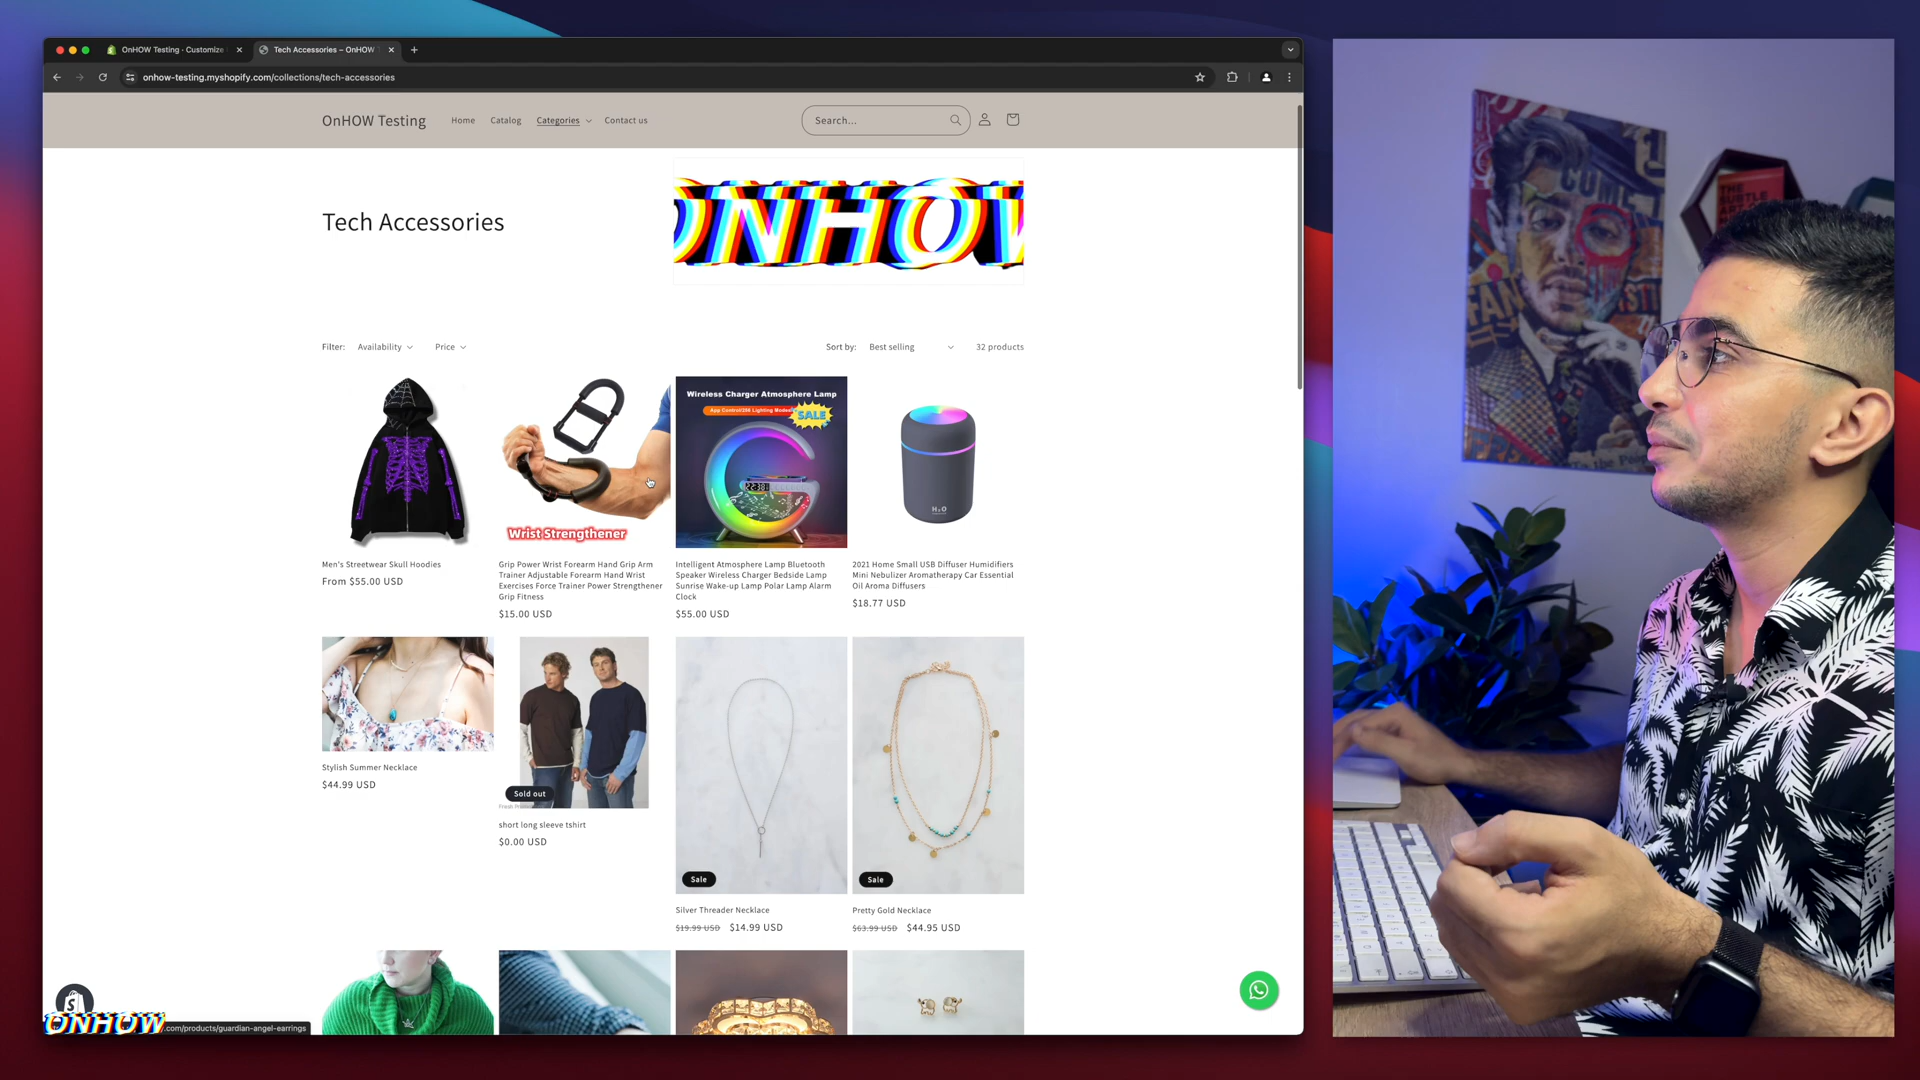 OnHOW Testing · Customize
Tech Accessories – OnHOW
onhow-testing.myshopify.com/collections/tech-accessories
OnHOW Testing
Home
Catalog
Categories
Contact us
Search...
Tech Accessories
ONHOW
Filter:
Availability
Price
Sort by:
Best selling
32 products
Wireless Charger Atmosphere Lamp
SALE
Wrist Strengthener
H₂O
Men's Streetwear Skull Hoodies
From $55.00 USD
Grip Power Wrist Forearm Hand Grip Arm
Trainer Adjustable Forearm Hand Wrist
Exercises Force Trainer Power Strengthener
Grip Fitness
$15.00 USD
Intelligent Atmosphere Lamp Bluetooth
Speaker Wireless Charger Bedside Lamp
Sunrise Wake-up Lamp Polar Lamp Alarm
Clock
$55.00 USD
2021 Home Small USB Diffuser Humidifiers
Mini Nebulizer Aromatherapy Car Essential
Oil Aroma Diffusers
$18.77 USD
Stylish Summer Necklace
$44.99 USD
Sold out
short long sleeve tshirt
$0.00 USD
Sale
Silver Threader Necklace
$19.99 USD $14.99 USD
Sale
Pretty Gold Necklace
$63.99 USD $44.95 USD
ONHOW
.com/products/guardian-angel-earrings
THE
SUBTLE